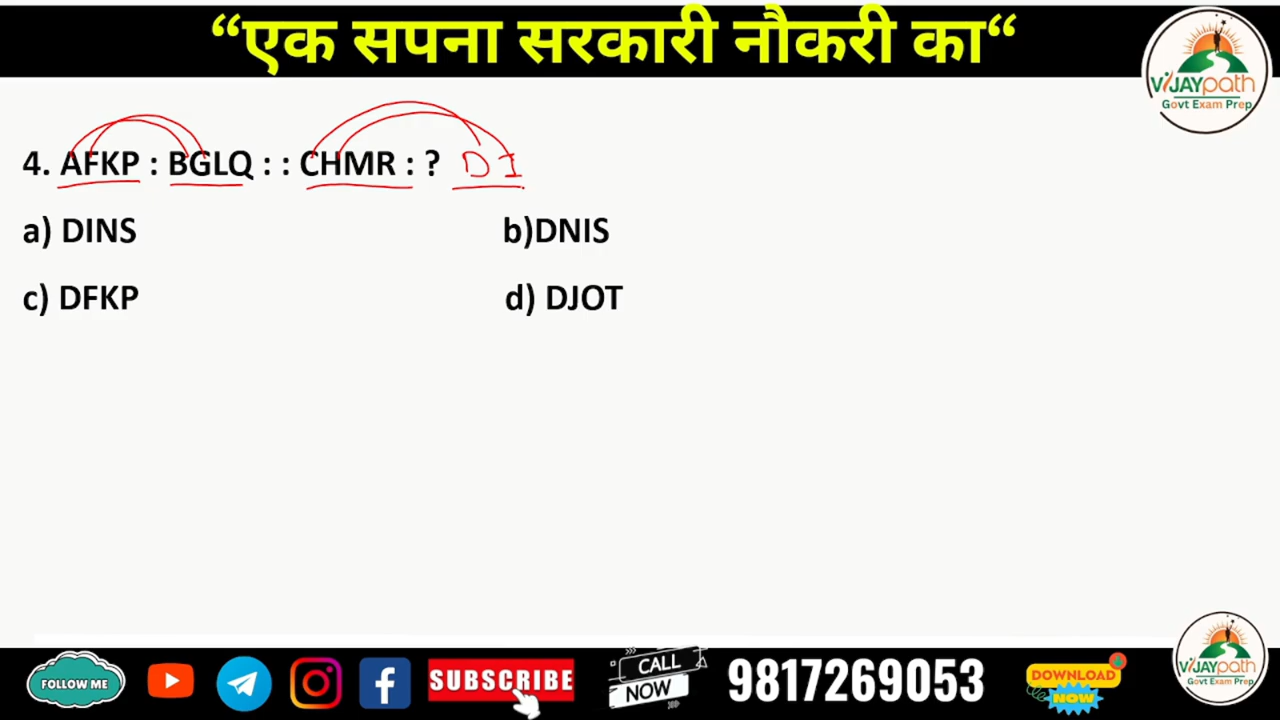 “एक सपना सरकारी नौकरी का“
VIJAYpath
Govt Exam Prep
4. AFKP : BGLQ : : CHMR : ? D I
a) DINS b)DNIS
c) DFKP d) DJOT
FOLLOW ME
SUBSCRIBE
CALL
NOW
9817269053
DOWNLOAD
NOW
VIJAYpath
Govt Exam Prep